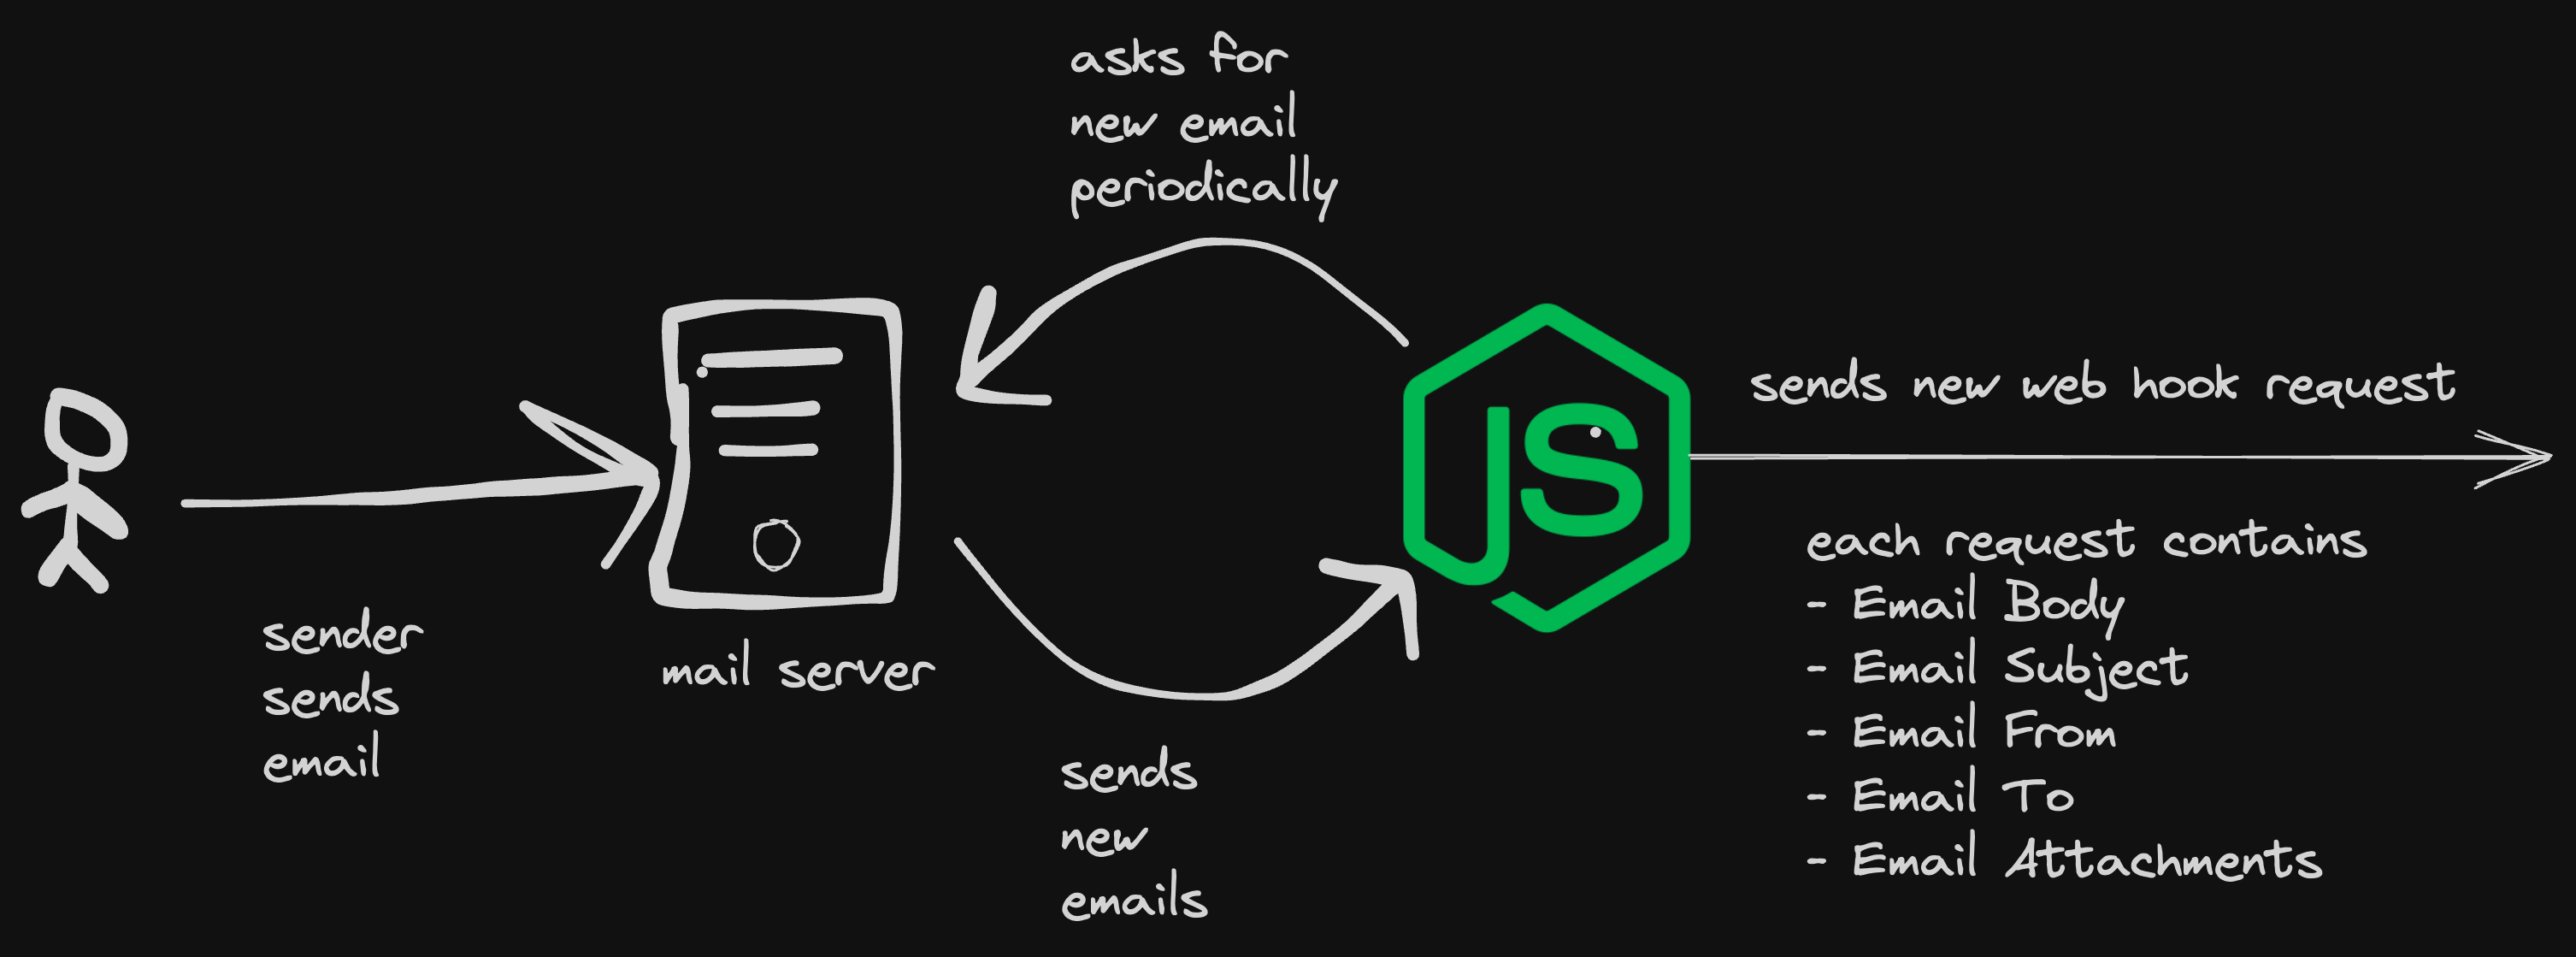 asks for
new email
periodically
JS
sends new web hook request
each request contains
- Email Body
- Email Subject
- Email From
- Email To
- Email Attachments
sender
sends
email
mail server
sends
new
emails